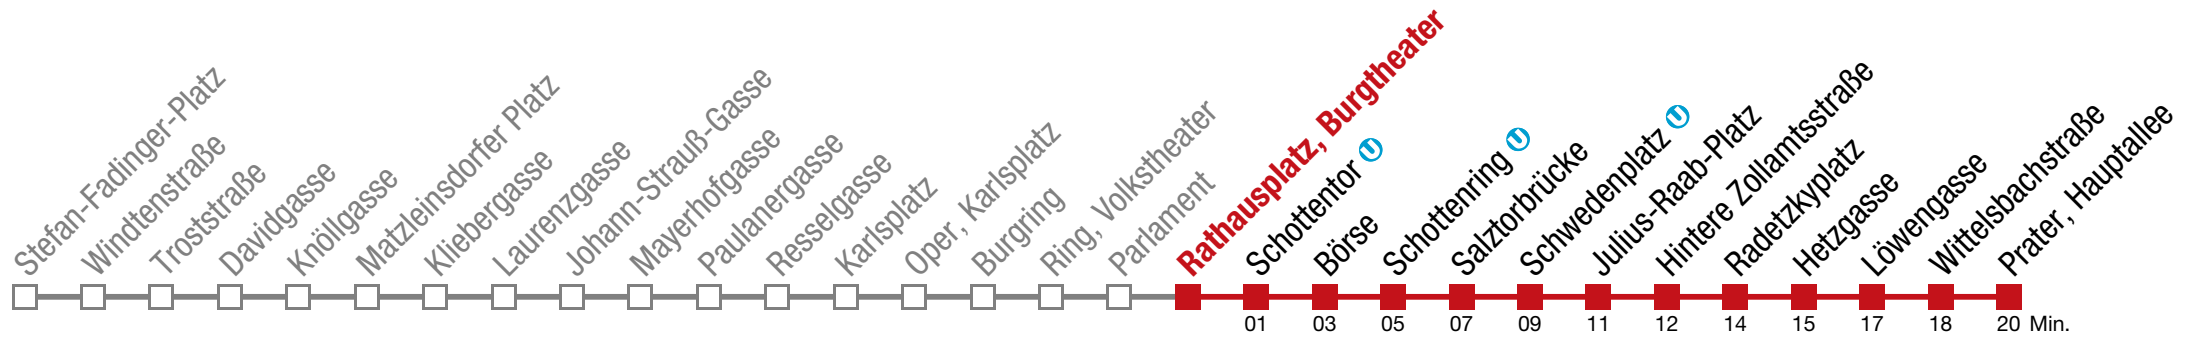 Stefan-Fadinger-Platz
Windtenstraße
Troststraße
Davidgasse
Knöllgasse
Matzleinsdorfer Platz
Kliebergasse
Laurenzgasse
Johann-Strauß-Gasse
Mayerhofgasse
Paulanergasse
Resselgasse
Karlsplatz
Oper, Karlsplatz
Burgring
Ring, Volkstheater
Parlament
Rathausplatz, Burgtheater
Schottentor U
Börse
Schottenring U
Salztorbrücke
Schwedenplatz U
Julius-Raab-Platz
Hintere Zollamtsstraße
Radetzkyplatz
Hetzgasse
Löwengasse
Wittelsbachstraße
Prater, Hauptallee
01 03 05 07 09 11 12 14 15 17 18 20 Min.